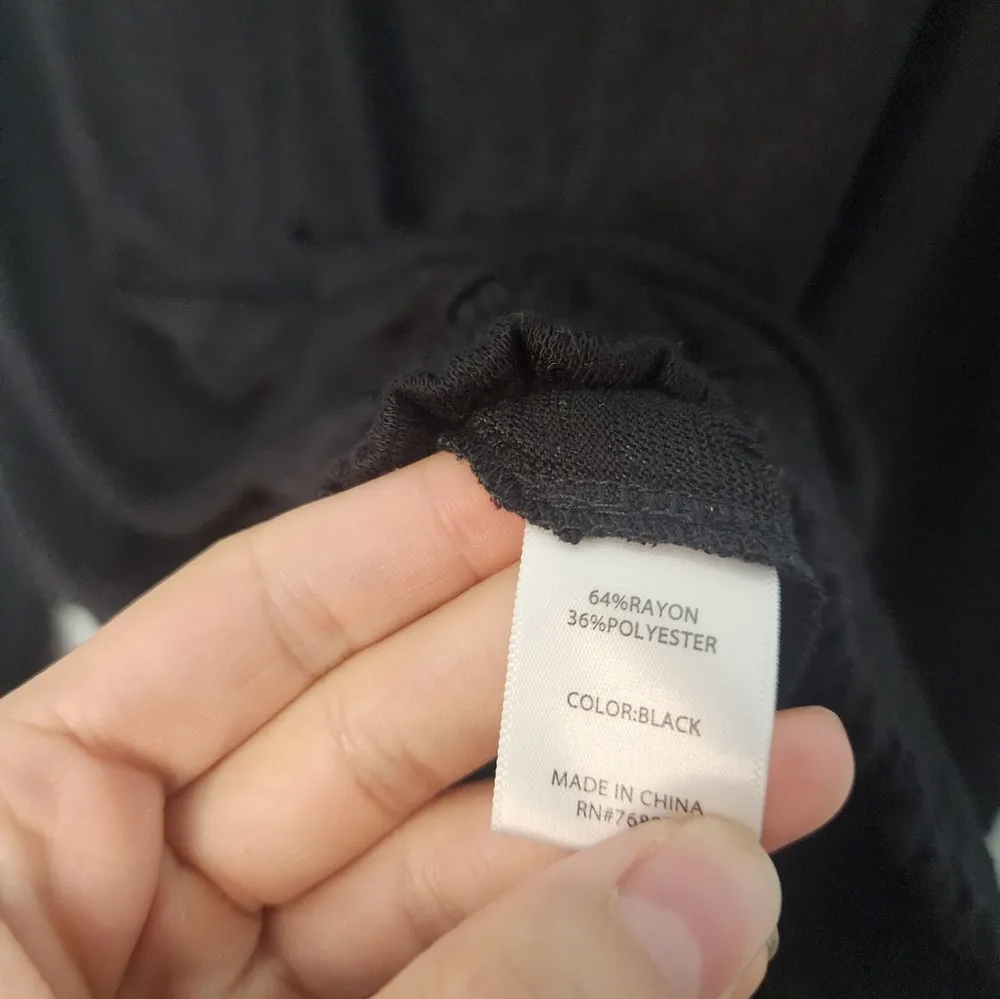 64%RAYON
36%POLYESTER
COLOR:BLACK
MADE IN CHINA